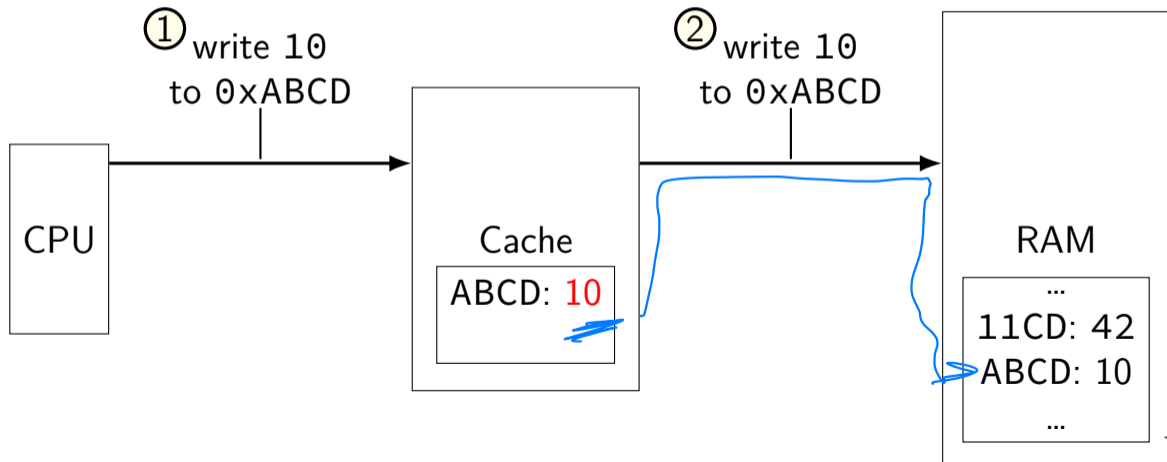 1
write 10
to 0xABCD
2
write 10
to 0xABCD
CPU
Cache
ABCD: 10
RAM
...
11CD: 42
ABCD: 10
...